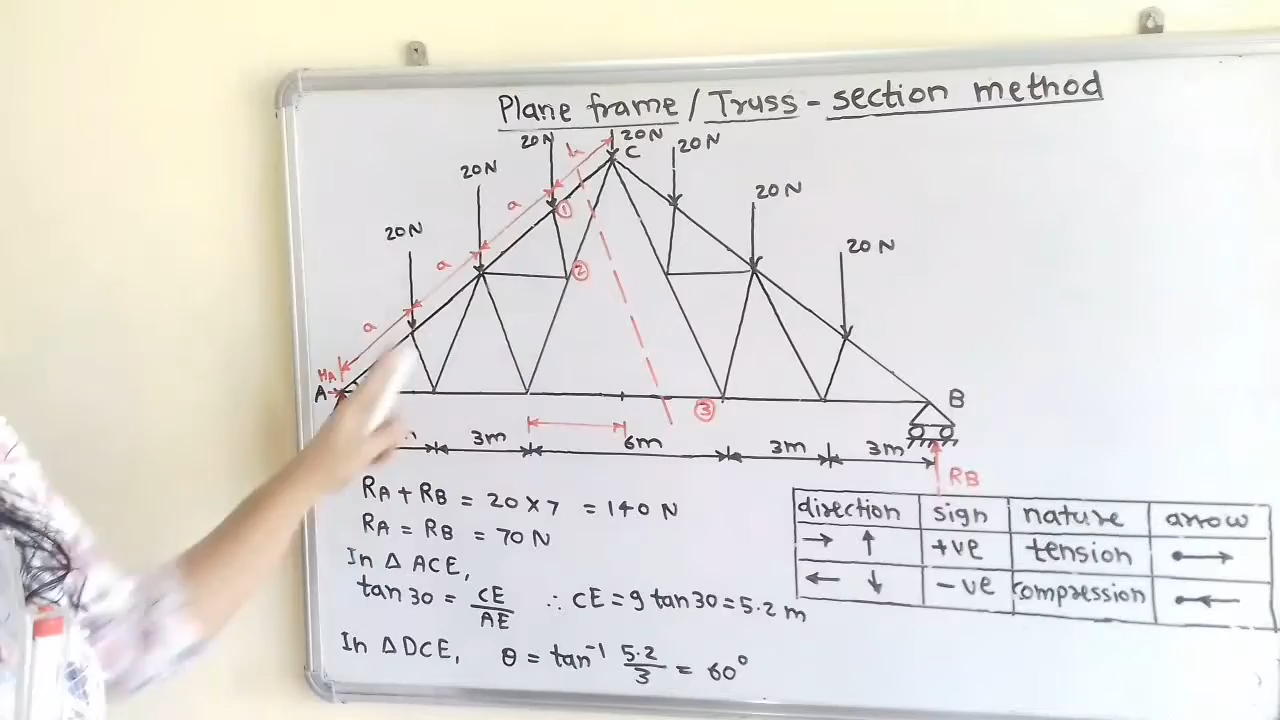 Plane frame / Truss - section method
20N
20N
C
20N
20N
20N
20N
20N
h
a
a
a
①
②
③
HA
A
B
3m
6m
3m
3m
RB
RA + RB = 20 × 7 = 140 N
RA = RB = 70 N
In Δ ACE,
tan 30 = CE / AE ∴ CE = 9 tan 30 = 5.2 m
In Δ DCE, θ = tan⁻¹ 5.2 / 3 = 60°
direction sign nature arrow
→ ↑ +ve tension •→
← ↓ -ve compression •←